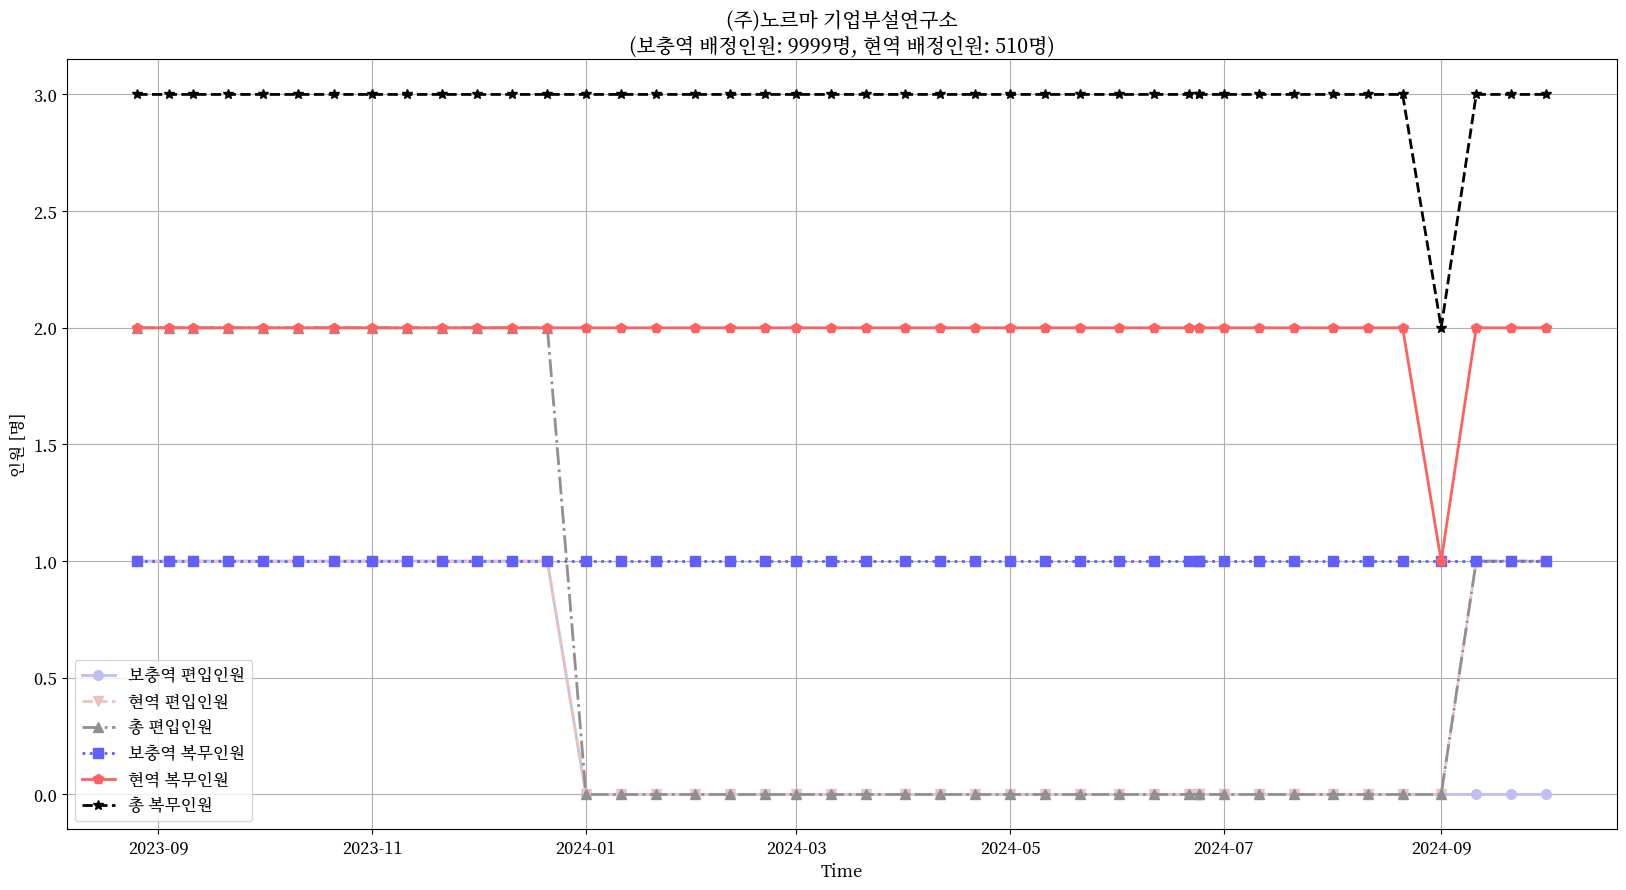 (주)노르마 기업부설연구소
(보충역 배정인원: 9999명, 현역 배정인원: 510명)
3.0
2.5
2.0
1.5
1.0
0.5
0.0
인원 [명]
보충역 편입인원
현역 편입인원
총 편입인원
보충역 복무인원
현역 복무인원
총 복무인원
2023-09 2023-11 2024-01 2024-03 2024-05 2024-07 2024-09
Time